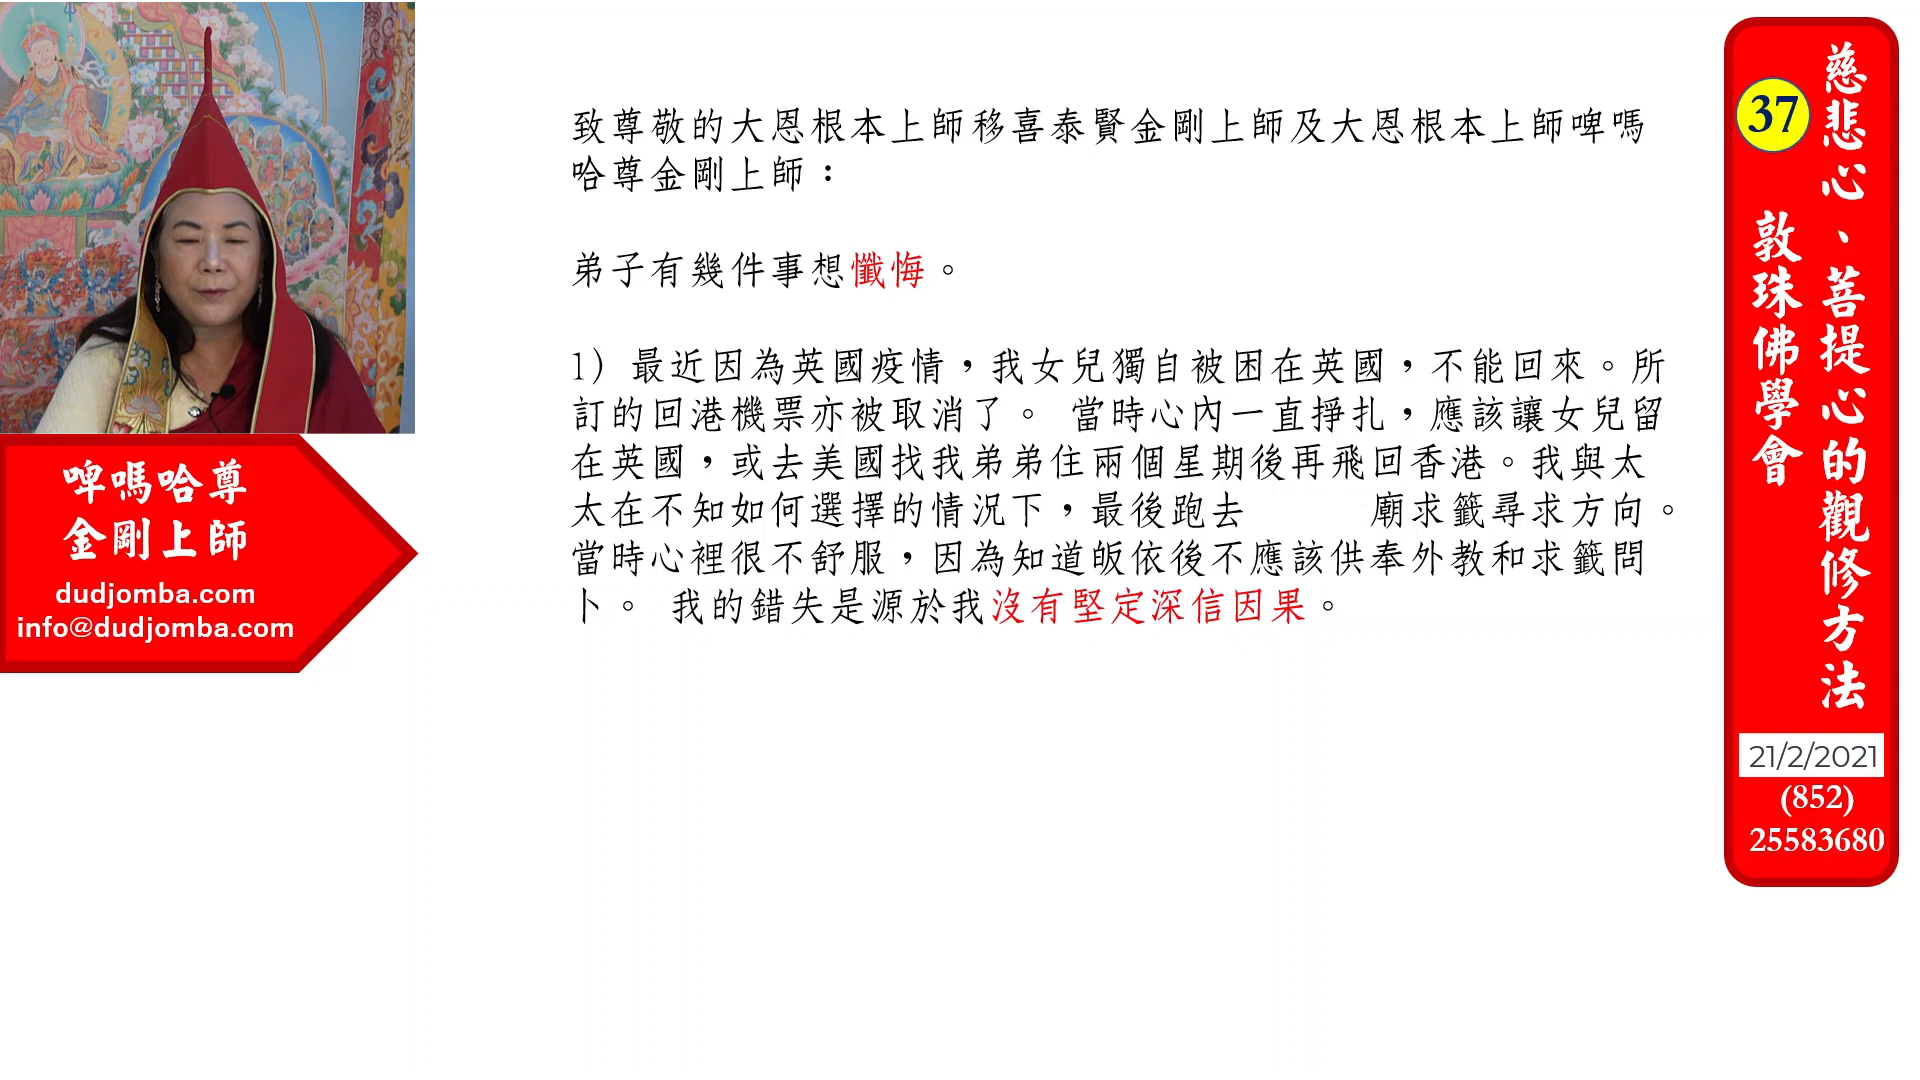 致尊敬的大恩根本上師移喜泰賢金剛上師及大恩根本上師啤嗎
哈尊金剛上師：
弟子有幾件事想懺悔。
1) 最近因為英國疫情，我女兒獨自被困在英國，不能回來。所
訂的回港機票亦被取消了。 當時心內一直掙扎，應該讓女兒留
在英國，或去美國找我弟弟住兩個星期後再飛回香港。我與太
太在不知如何選擇的情況下，最後跑去 廟求籤尋求方向。
當時心裡很不舒服，因為知道皈依後不應該供奉外教和求籤問
卜。 我的錯失是源於我沒有堅定深信因果。
啤嗎哈尊
金剛上師
dudjomba.com
info@dudjomba.com
慈悲心、菩提心的觀修方法
37
敦珠佛學會
21/2/2021
(852)
25583680